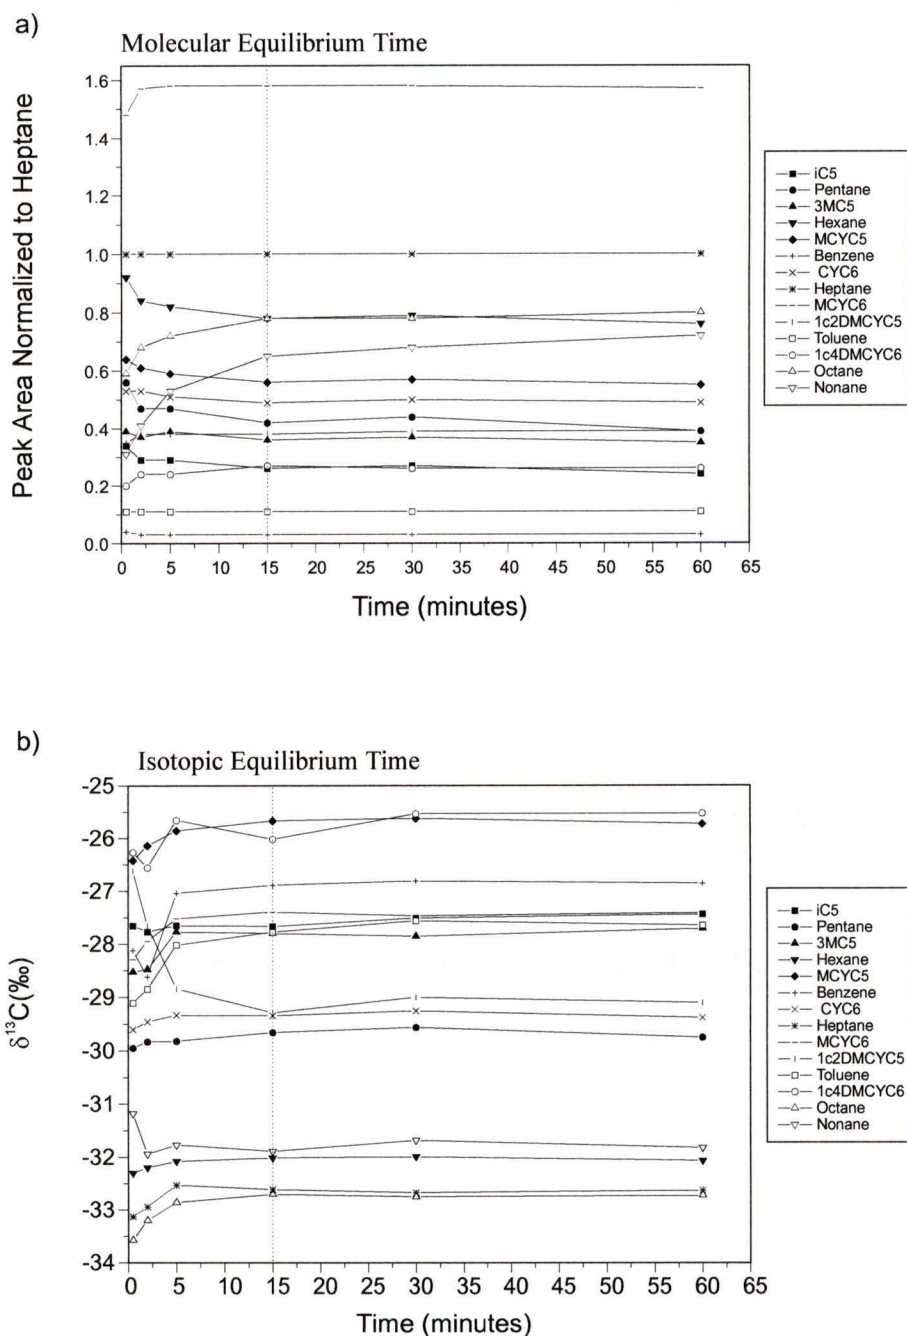 a)
Molecular Equilibrium Time
Peak Area Normalized to Heptane
1.6
1.4
1.2
1.0
0.8
0.6
0.4
0.2
0.0
0 5 10 15 20 25 30 35 40 45 50 55 60 65
Time (minutes)
iC5
Pentane
3MC5
Hexane
MCYC5
Benzene
CYC6
Heptane
MCYC6
1c2DMCYC5
Toluene
1c4DMCYC6
Octane
Nonane
b)
Isotopic Equilibrium Time
δ¹³C(‰)
-25
-26
-27
-28
-29
-30
-31
-32
-33
-34
0 5 10 15 20 25 30 35 40 45 50 55 60 65
Time (minutes)
iC5
Pentane
3MC5
Hexane
MCYC5
Benzene
CYC6
Heptane
MCYC6
1c2DMCYC5
Toluene
1c4DMCYC6
Octane
Nonane